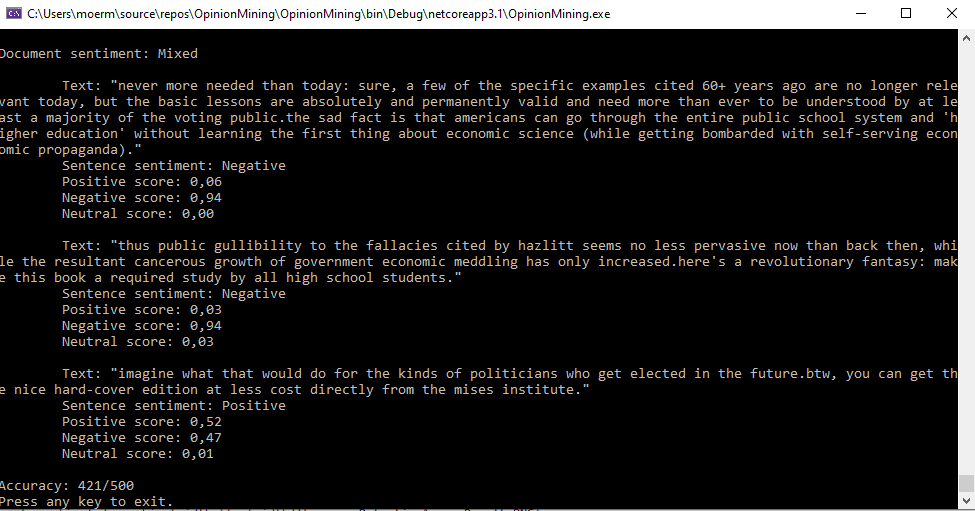 C:\Users\moerm\source\repos\OpinionMining\OpinionMining\bin\Debug\netcoreapp3.1\OpinionMining.exe
Document sentiment: Mixed
Text: "never more needed than today: sure, a few of the specific examples cited 60+ years ago are no longer rele
vant today, but the basic lessons are absolutely and permanently valid and need more than ever to be understood by at le
ast a majority of the voting public.the sad fact is that americans can go through the entire public school system and 'h
igher education' without learning the first thing about economic science (while getting bombarded with self-serving econ
omic propaganda)."
Sentence sentiment: Negative
Positive score: 0,06
Negative score: 0,94
Neutral score: 0,00
Text: "thus public gullibility to the fallacies cited by hazlitt seems no less pervasive now than back then, whi
le the resultant cancerous growth of government economic meddling has only increased.here's a revolutionary fantasy: mak
e this book a required study by all high school students."
Sentence sentiment: Negative
Positive score: 0,03
Negative score: 0,94
Neutral score: 0,03
Text: "imagine what that would do for the kinds of politicians who get elected in the future.btw, you can get th
e nice hard-cover edition at less cost directly from the mises institute."
Sentence sentiment: Positive
Positive score: 0,52
Negative score: 0,47
Neutral score: 0,01
Accuracy: 421/500
Press any key to exit.